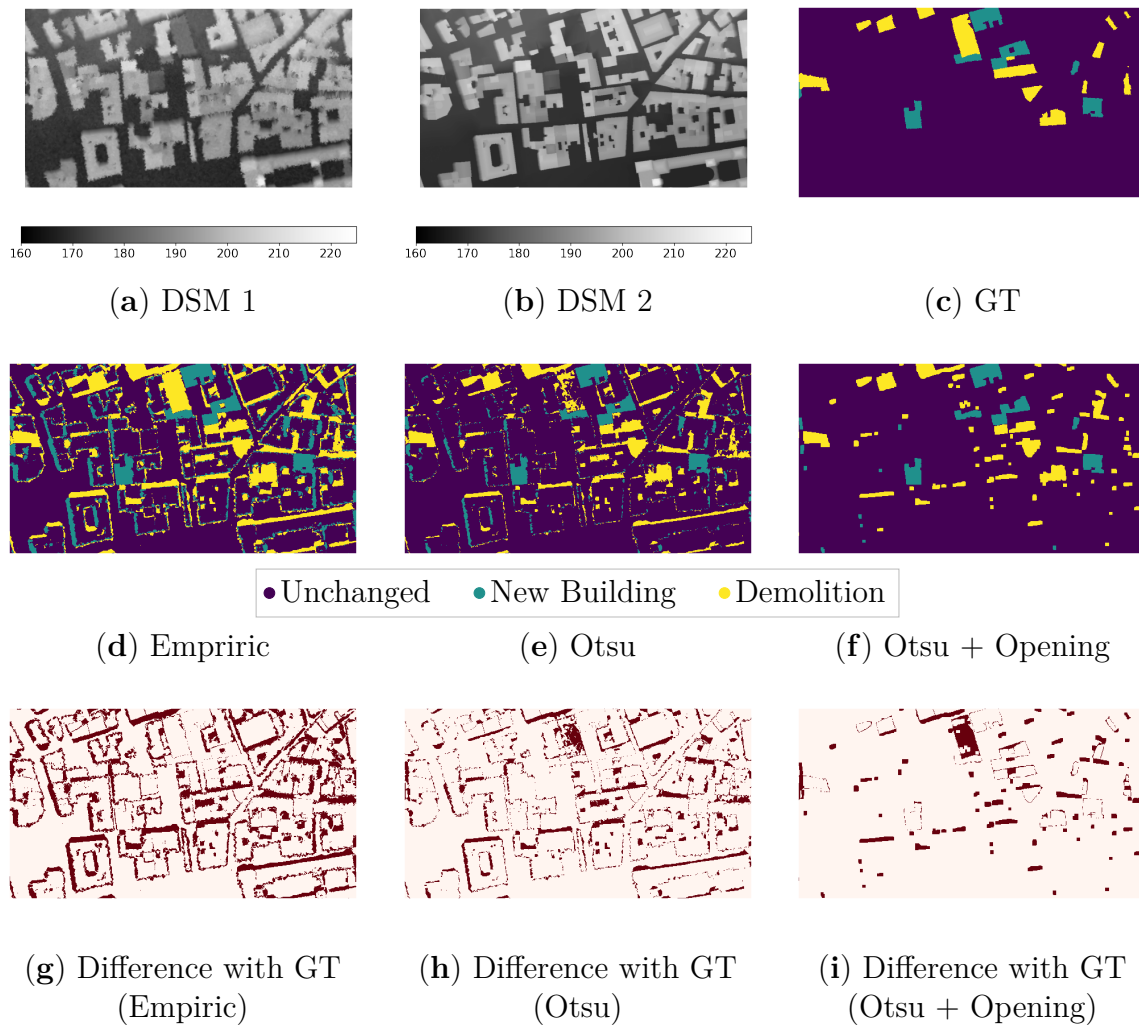 160 170 180 190 200 210 220
160 170 180 190 200 210 220
(a) DSM 1
(b) DSM 2
(c) GT
Unchanged New Building Demolition
(d) Empriric
(e) Otsu
(f) Otsu + Opening
(g) Difference with GT
(Empiric)
(h) Difference with GT
(Otsu)
(i) Difference with GT
(Otsu + Opening)